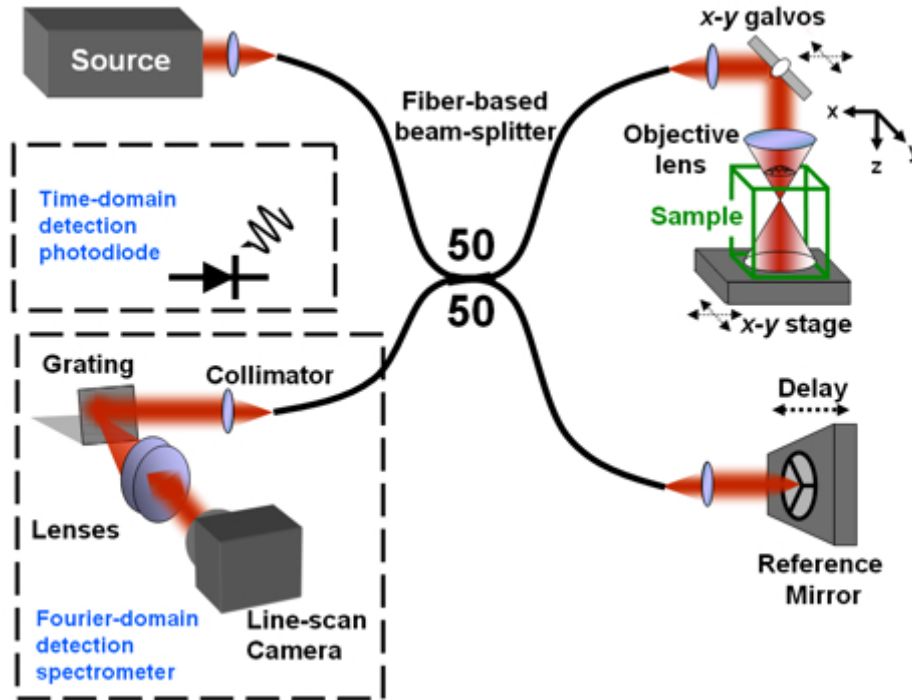 Source
x-y galvos
Fiber-based
beam-splitter
x
y
z
Objective
lens
Sample
x-y stage
Time-domain
detection
photodiode
50
50
Grating
Collimator
Lenses
Line-scan
Camera
Fourier-domain
detection
spectrometer
Delay
Reference
Mirror